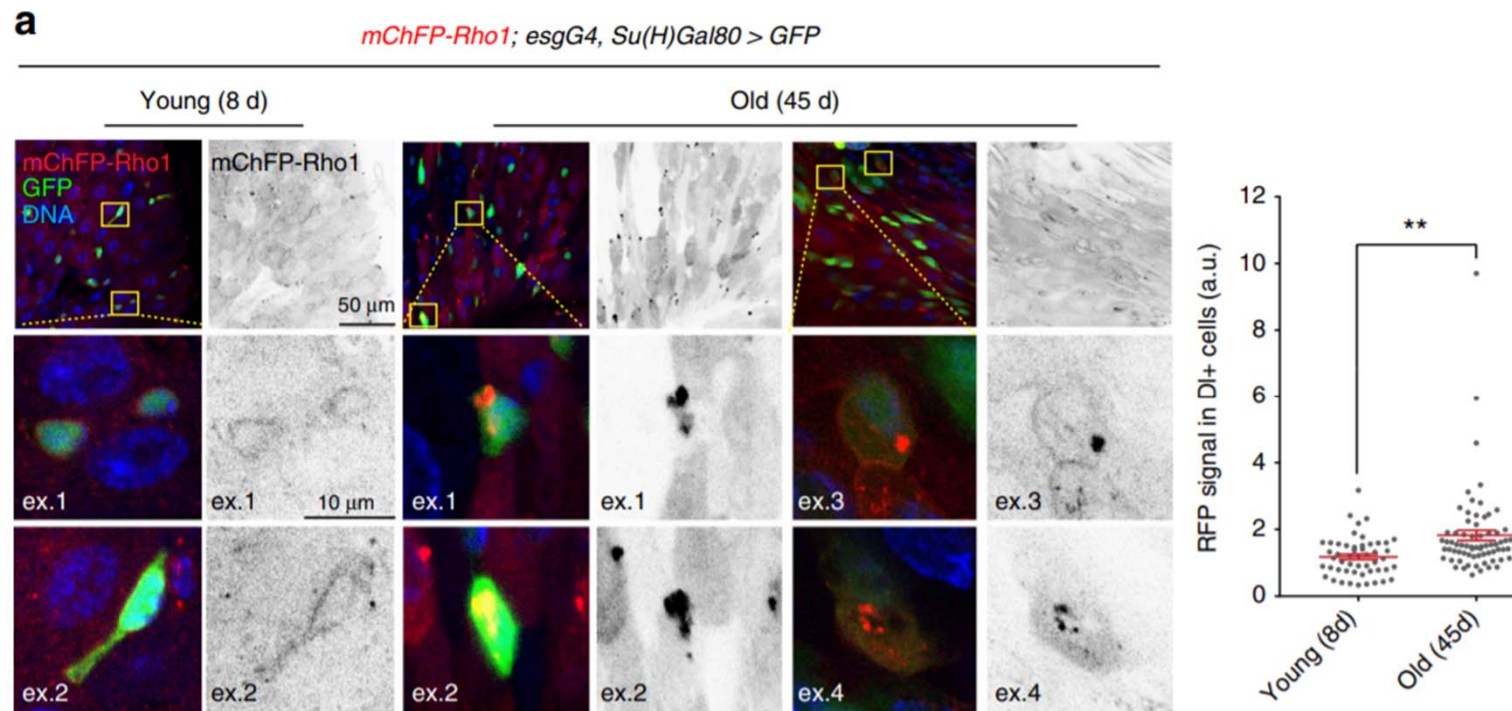 a
mChFP-Rho1; esgG4, Su(H)Gal80 > GFP
Young (8 d)
Old (45 d)
mChFP-Rho1
GFP
DNA
mChFP-Rho1
50 μm
ex.1
ex.1
10 μm
ex.1
ex.1
ex.3
ex.3
ex.2
ex.2
ex.2
ex.2
ex.4
ex.4
RFP signal in Dl+ cells (a.u.)
12
10
8
6
4
2
0
**
Young (8d)
Old (45d)